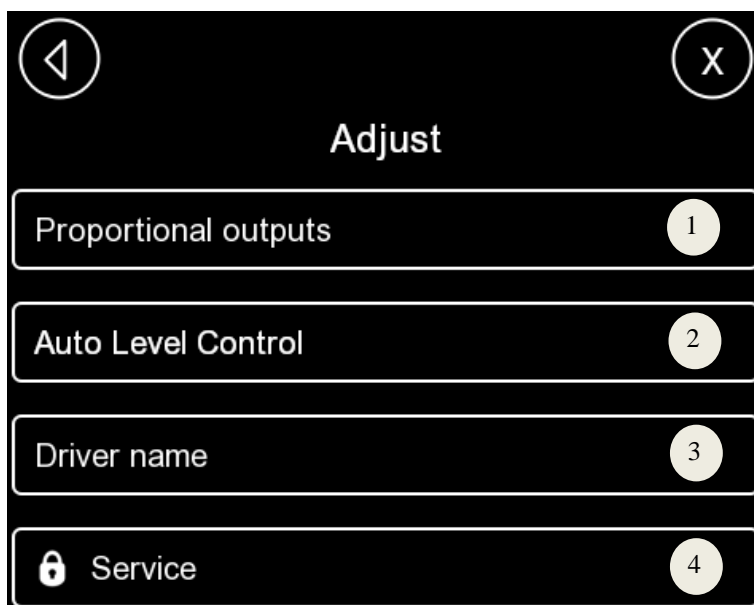 X
Adjust
Proportional outputs 1
Auto Level Control 2
Driver name 3
Service 4